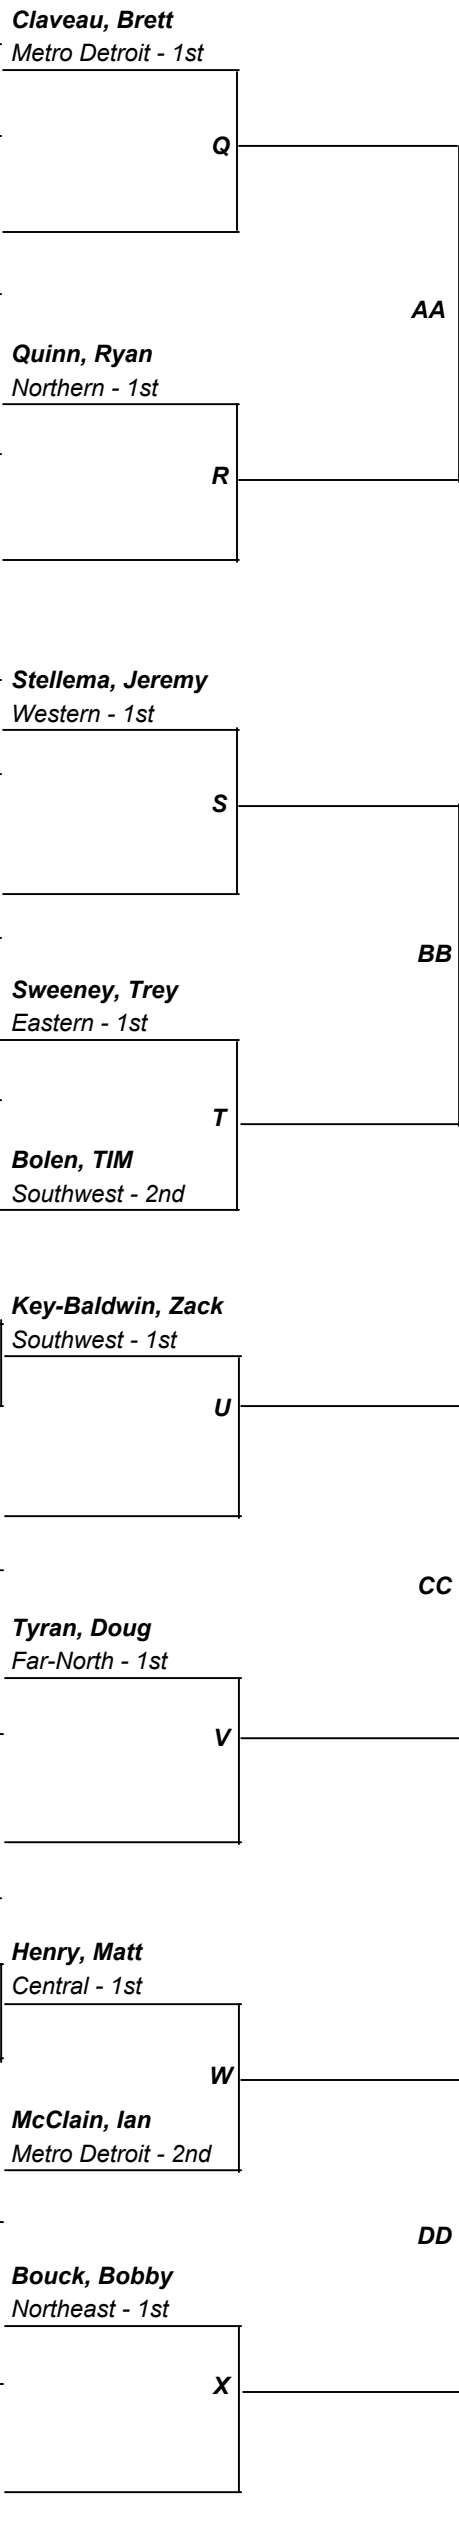 Claveau, Brett
Metro Detroit - 1st
Q
AA
Quinn, Ryan
Northern - 1st
R
Stellema, Jeremy
Western - 1st
S
BB
Sweeney, Trey
Eastern - 1st
T
Bolen, TIM
Southwest - 2nd
Key-Baldwin, Zack
Southwest - 1st
U
CC
Tyran, Doug
Far-North - 1st
V
Henry, Matt
Central - 1st
W
McClain, Ian
Metro Detroit - 2nd
DD
Bouck, Bobby
Northeast - 1st
X